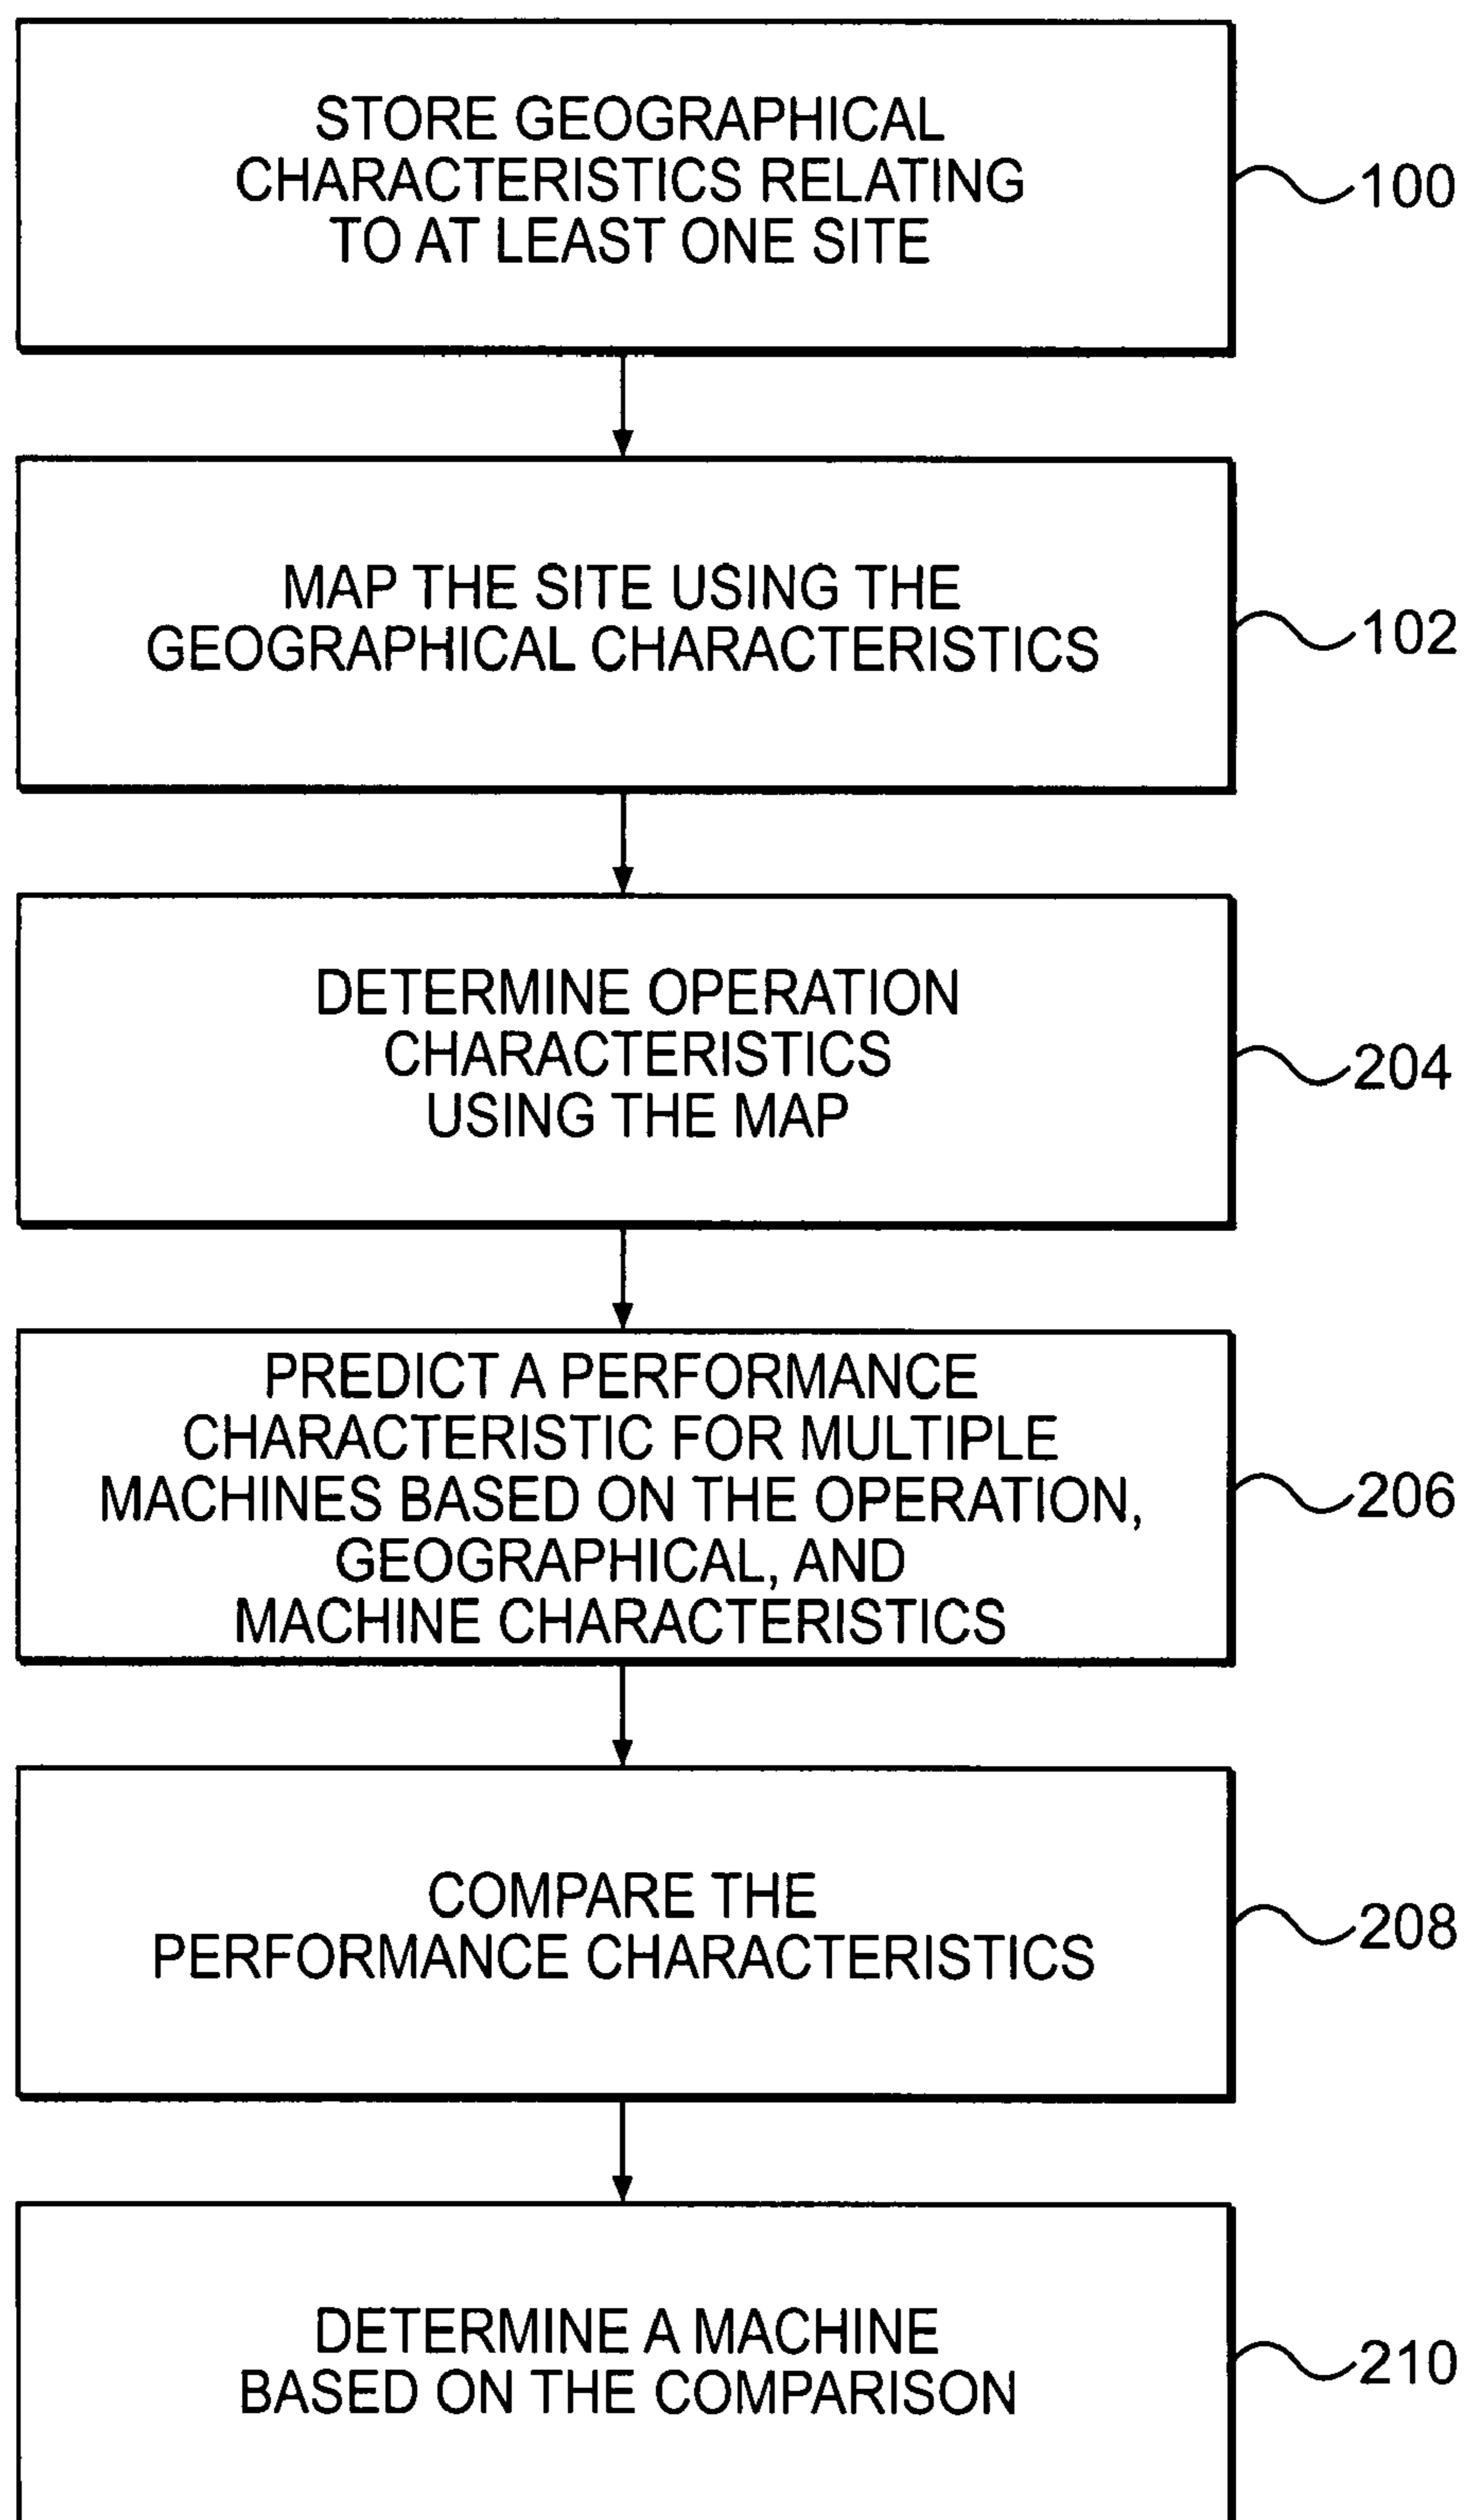 STORE GEOGRAPHICAL
CHARACTERISTICS RELATING
TO AT LEAST ONE SITE
100
MAP THE SITE USING THE
GEOGRAPHICAL CHARACTERISTICS
102
DETERMINE OPERATION
CHARACTERISTICS
USING THE MAP
204
PREDICT A PERFORMANCE
CHARACTERISTIC FOR MULTIPLE
MACHINES BASED ON THE OPERATION,
GEOGRAPHICAL, AND
MACHINE CHARACTERISTICS
206
COMPARE THE
PERFORMANCE CHARACTERISTICS
208
DETERMINE A MACHINE
BASED ON THE COMPARISON
210